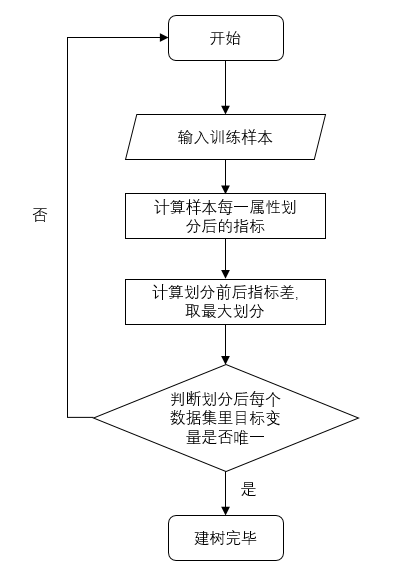 开始
输入训练样本
计算样本每一属性划
分后的指标
否
计算划分前后指标差,
取最大划分
判断划分后每个
数据集里目标变
量是否唯一
是
建树完毕